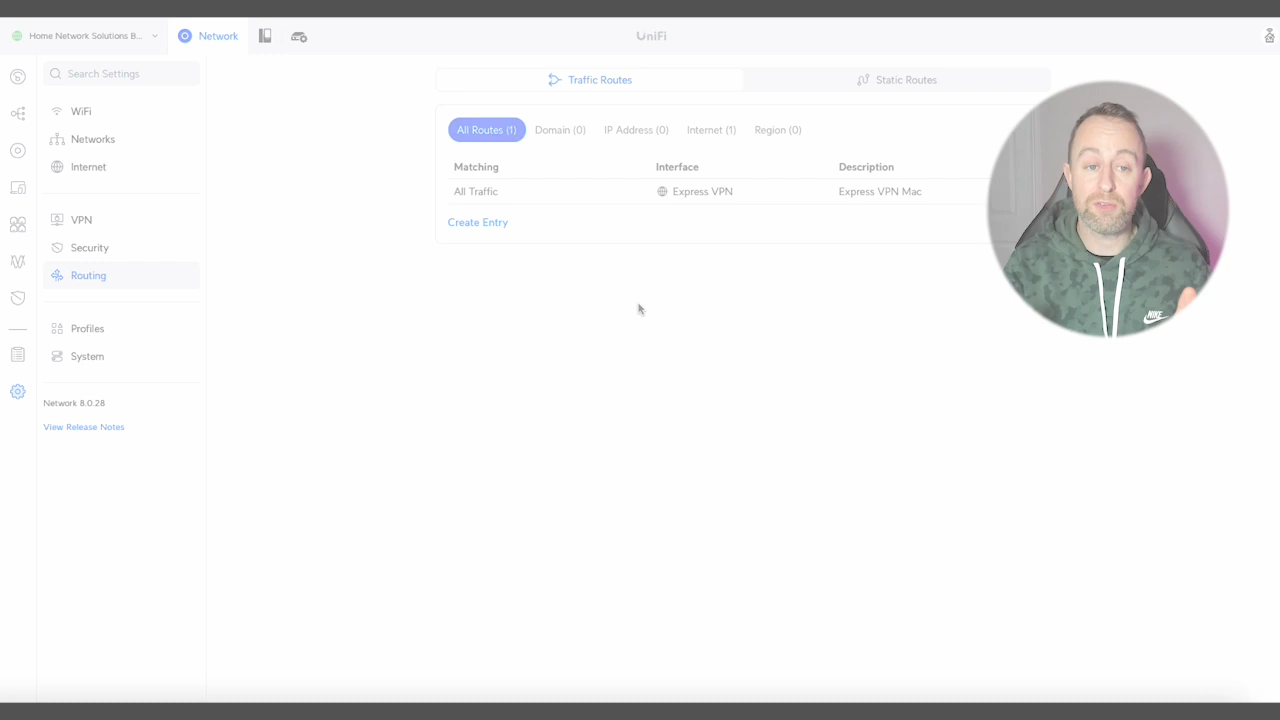 Home Network Solutions B...
Network
UniFi
Search Settings
WiFi
Networks
Internet
VPN
Security
Routing
Profiles
System
Network 8.0.28
View Release Notes
Traffic Routes
Static Routes
All Routes (1)
Domain (0)
IP Address (0)
Internet (1)
Region (0)
Matching
Interface
Description
All Traffic
Express VPN
Express VPN Mac
Create Entry
NIKE